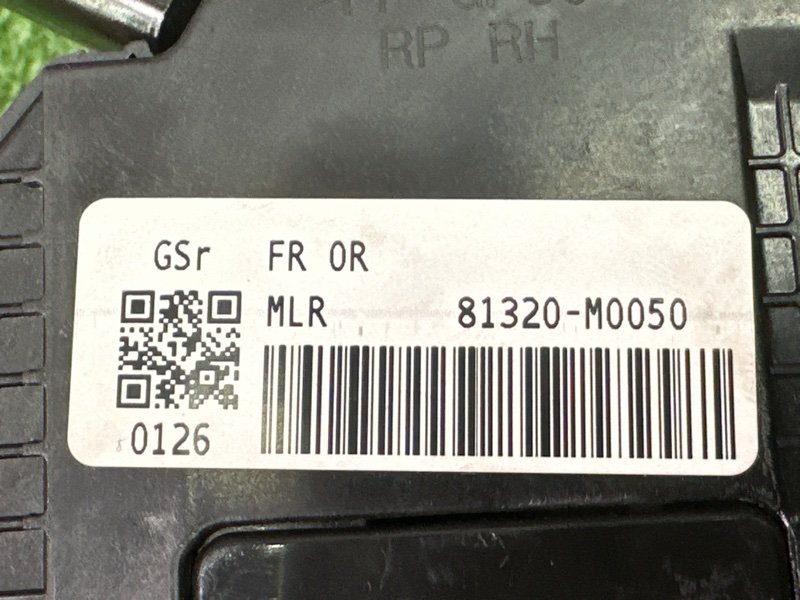 RP RH
GSr FR OR
MLR 81320-M0050
0126